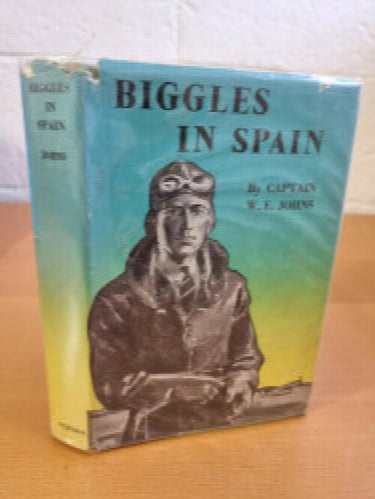 BIGGLES
IN
SPAIN
JOHNS
BIGGLES
IN SPAIN
By CAPTAIN
W. E. JOHNS